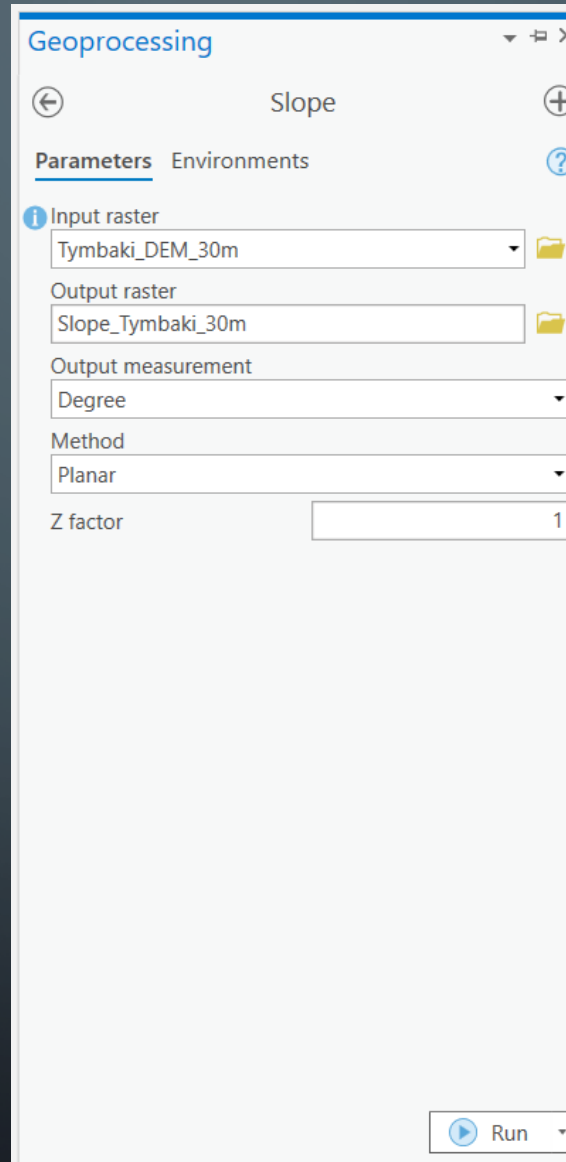 Geoprocessing
Slope
Parameters Environments
Input raster
Tymbaki_DEM_30m
Output raster
Slope_Tymbaki_30m
Output measurement
Degree
Method
Planar
Z factor 1
Run